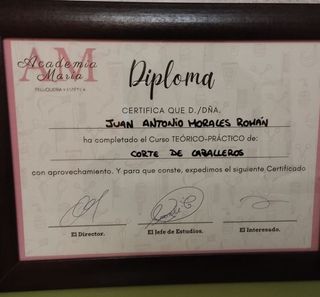 AM
Academia
María
PELUQUERÍA Y ESTÉTICA
Diploma
CERTIFICA QUE D./DÑA.
JUAN ANTONIO MORALES ROMÁN
ha completado el Curso TEÓRICO-PRÁCTICO de:
CORTE DE CABALLEROS
con aprovechamiento. Y para que conste, expedimos el siguiente Certificado
El Director.
El Jefe de Estudios.
El Interesado.